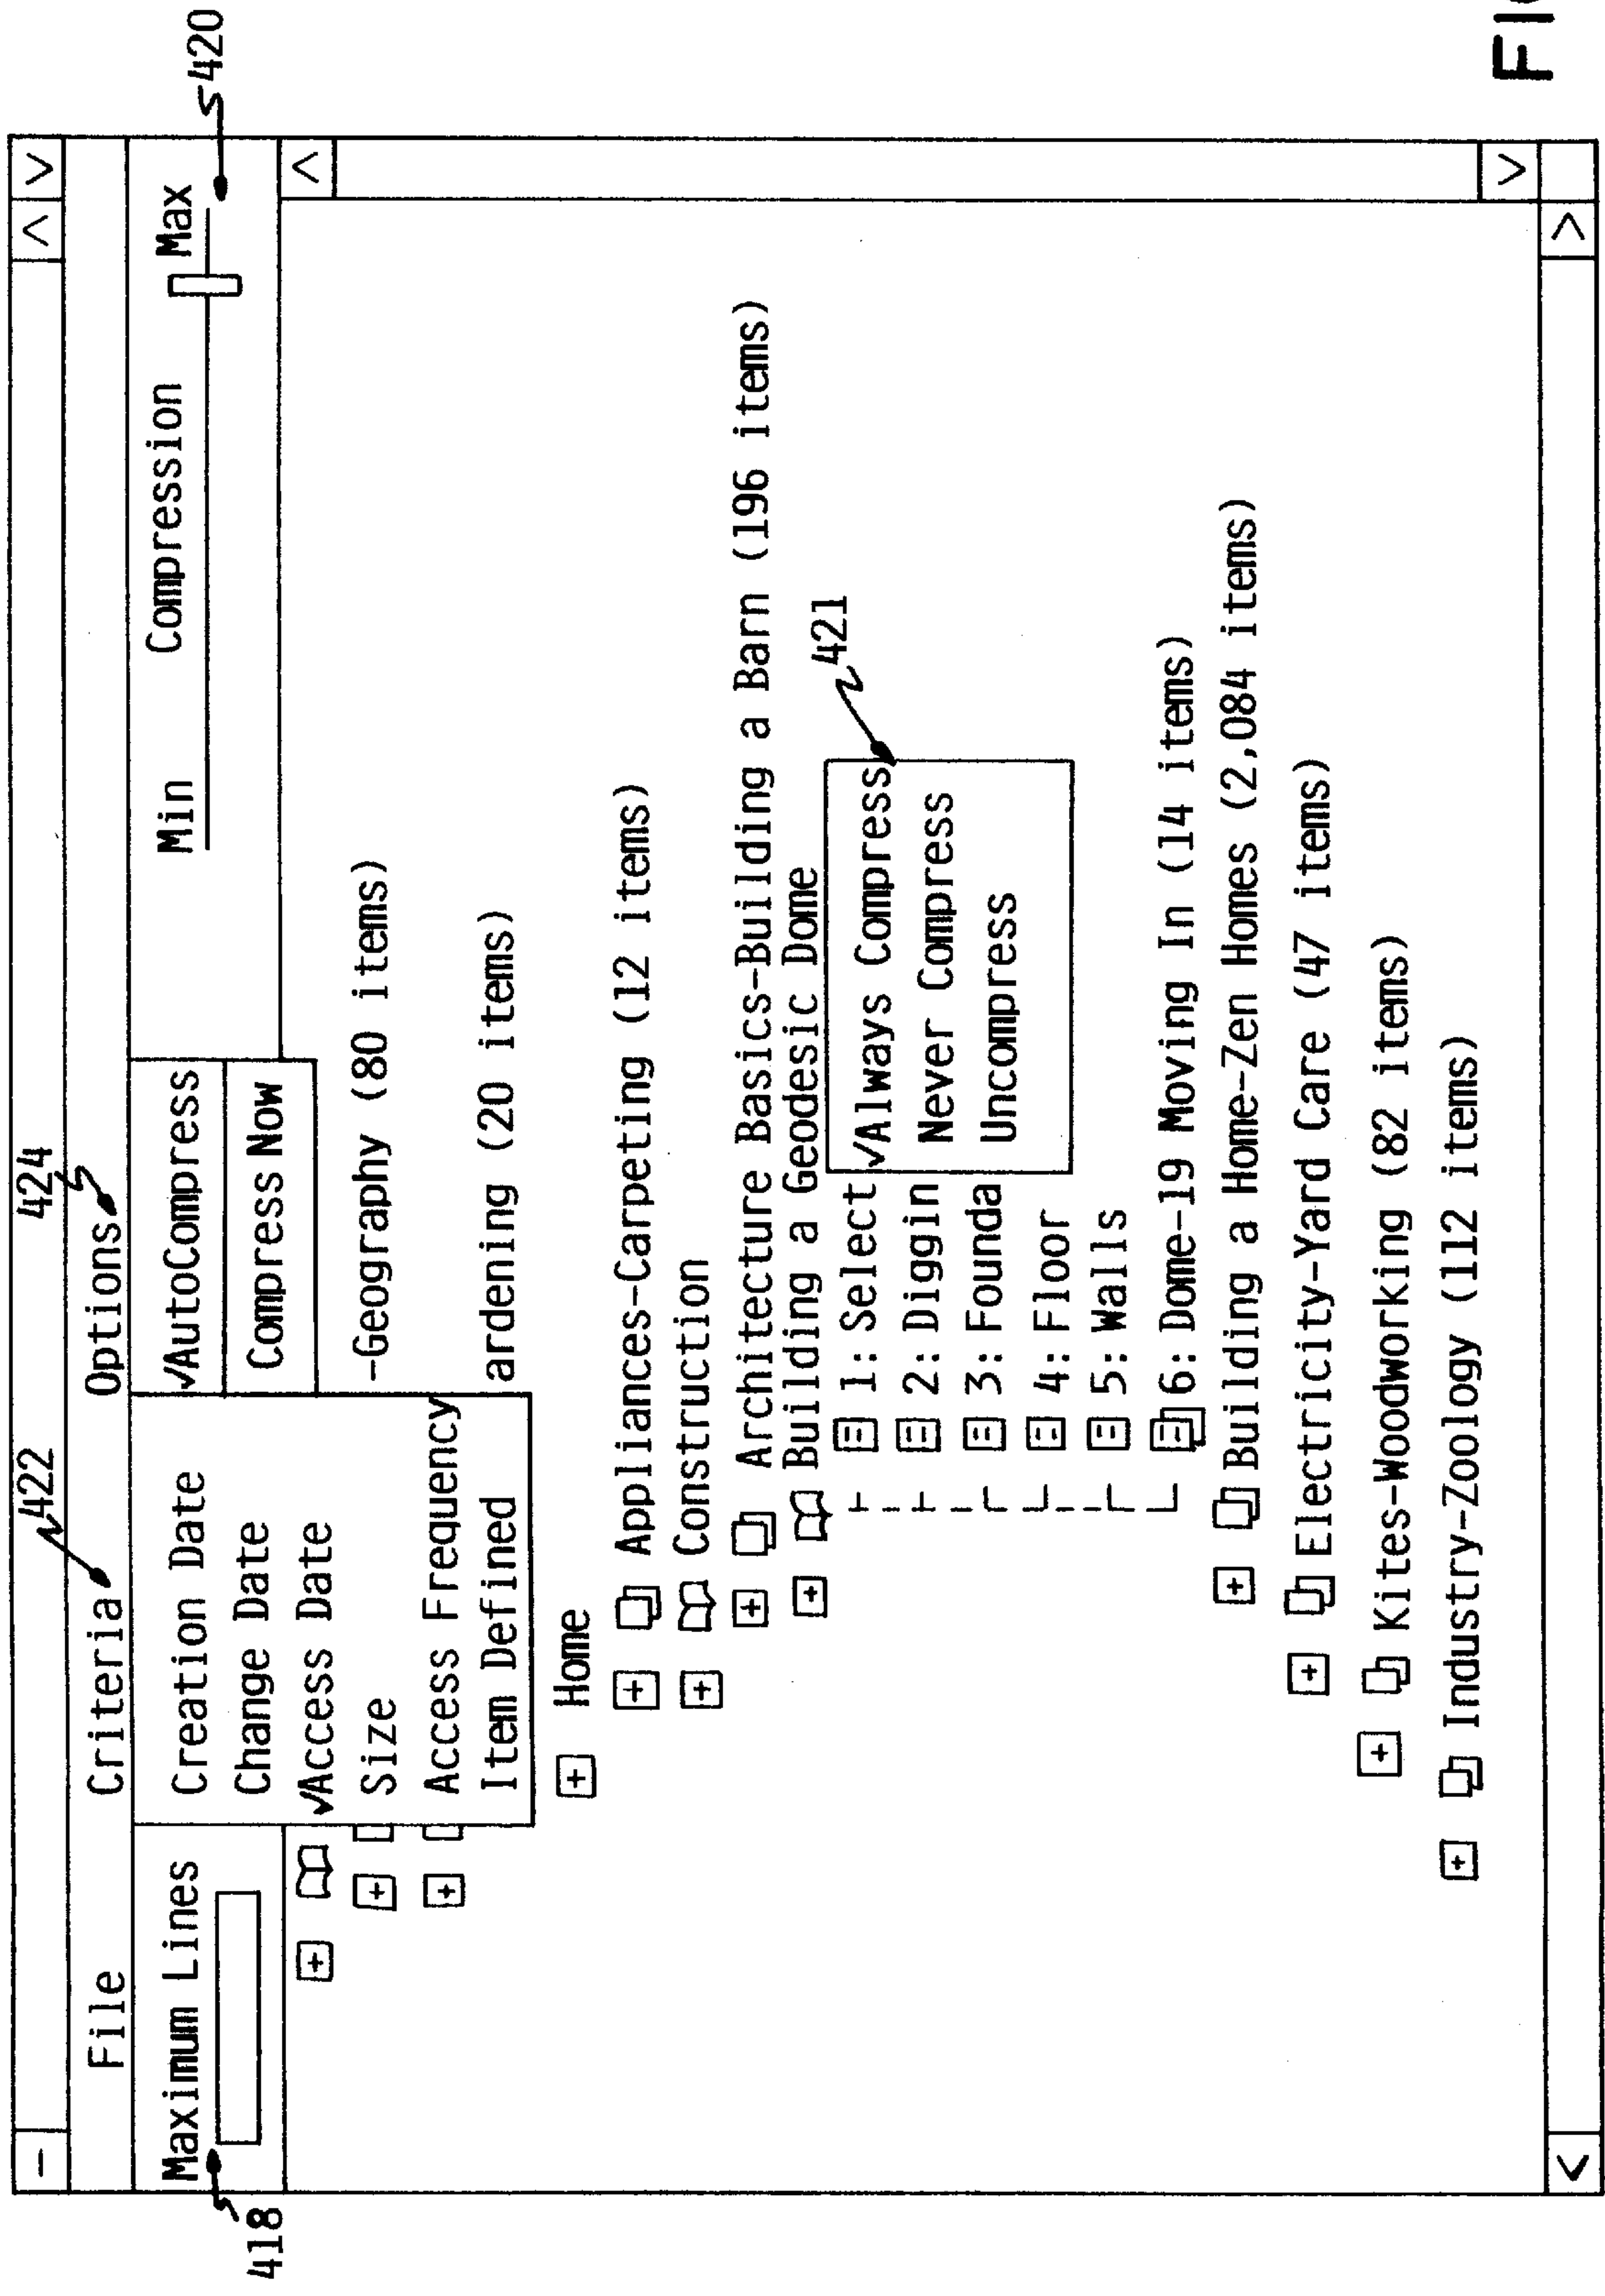 422
424
File Criteria Options
420
Maximum Lines
418
Creation Date
Change Date
√Access Date
Size
Access Frequency
Item Defined
√AutoCompress
Compress Now
Min Compression Max
-Geography (80 items)
ardening (20 items)
Home
Appliances-Carpeting (12 items)
Construction
Architecture Basics-Building a Barn (196 items)
Building a Geodesic Dome
421
1: Select
2: Diggin
3: Founda
4: Floor
5: Walls
6: Dome-19 Moving In (14 items)
√Always Compress
Never Compress
Uncompress
Building a Home-Zen Homes (2,084 items)
Electricity-Yard Care (47 items)
Kites-Woodworking (82 items)
Industry-Zoology (112 items)